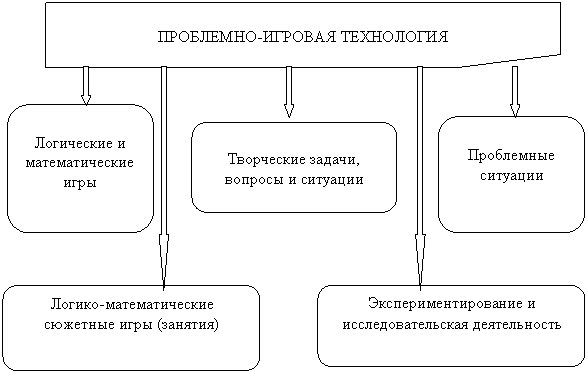 ПРОБЛЕМНО-ИГРОВАЯ ТЕХНОЛОГИЯ
Логические и
математические
игры
Творческие задачи,
вопросы и ситуации
Проблемные
ситуации
Логико-математические
сюжетные игры (занятия)
Экспериментирование и
исследовательская деятельность